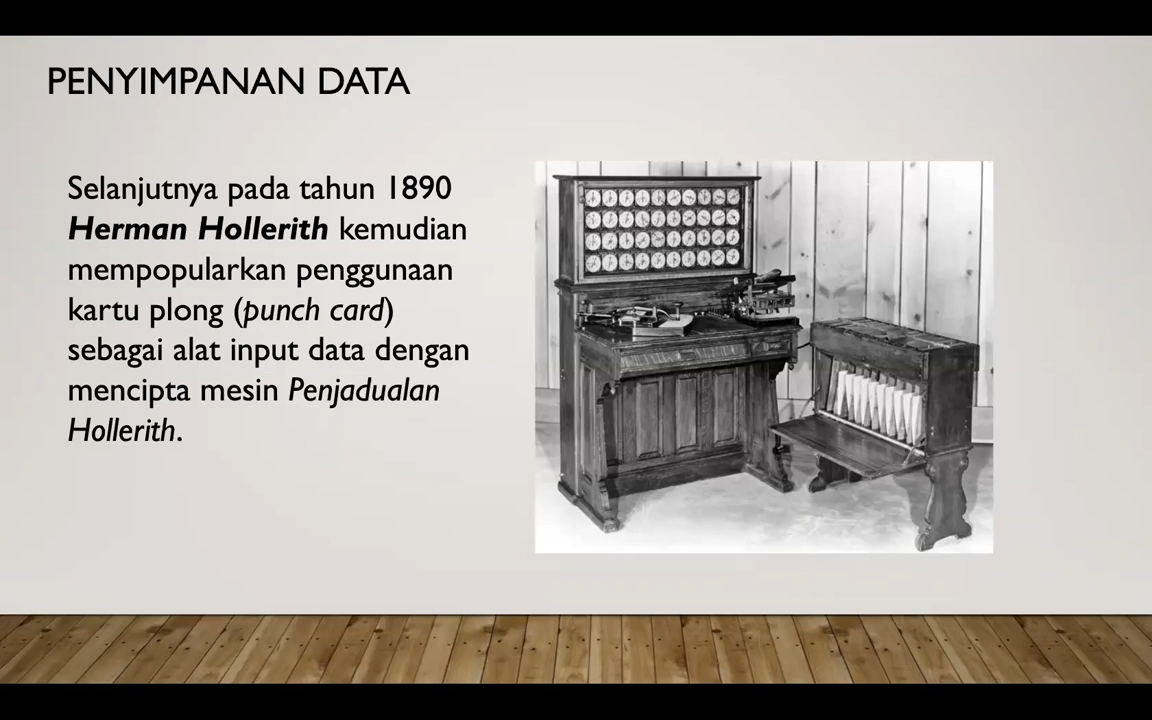 PENYIMPANAN DATA
Selanjutnya pada tahun 1890
Herman Hollerith kemudian
mempopularkan penggunaan
kartu plong (punch card)
sebagai alat input data dengan
mencipta mesin Penjadualan
Hollerith.